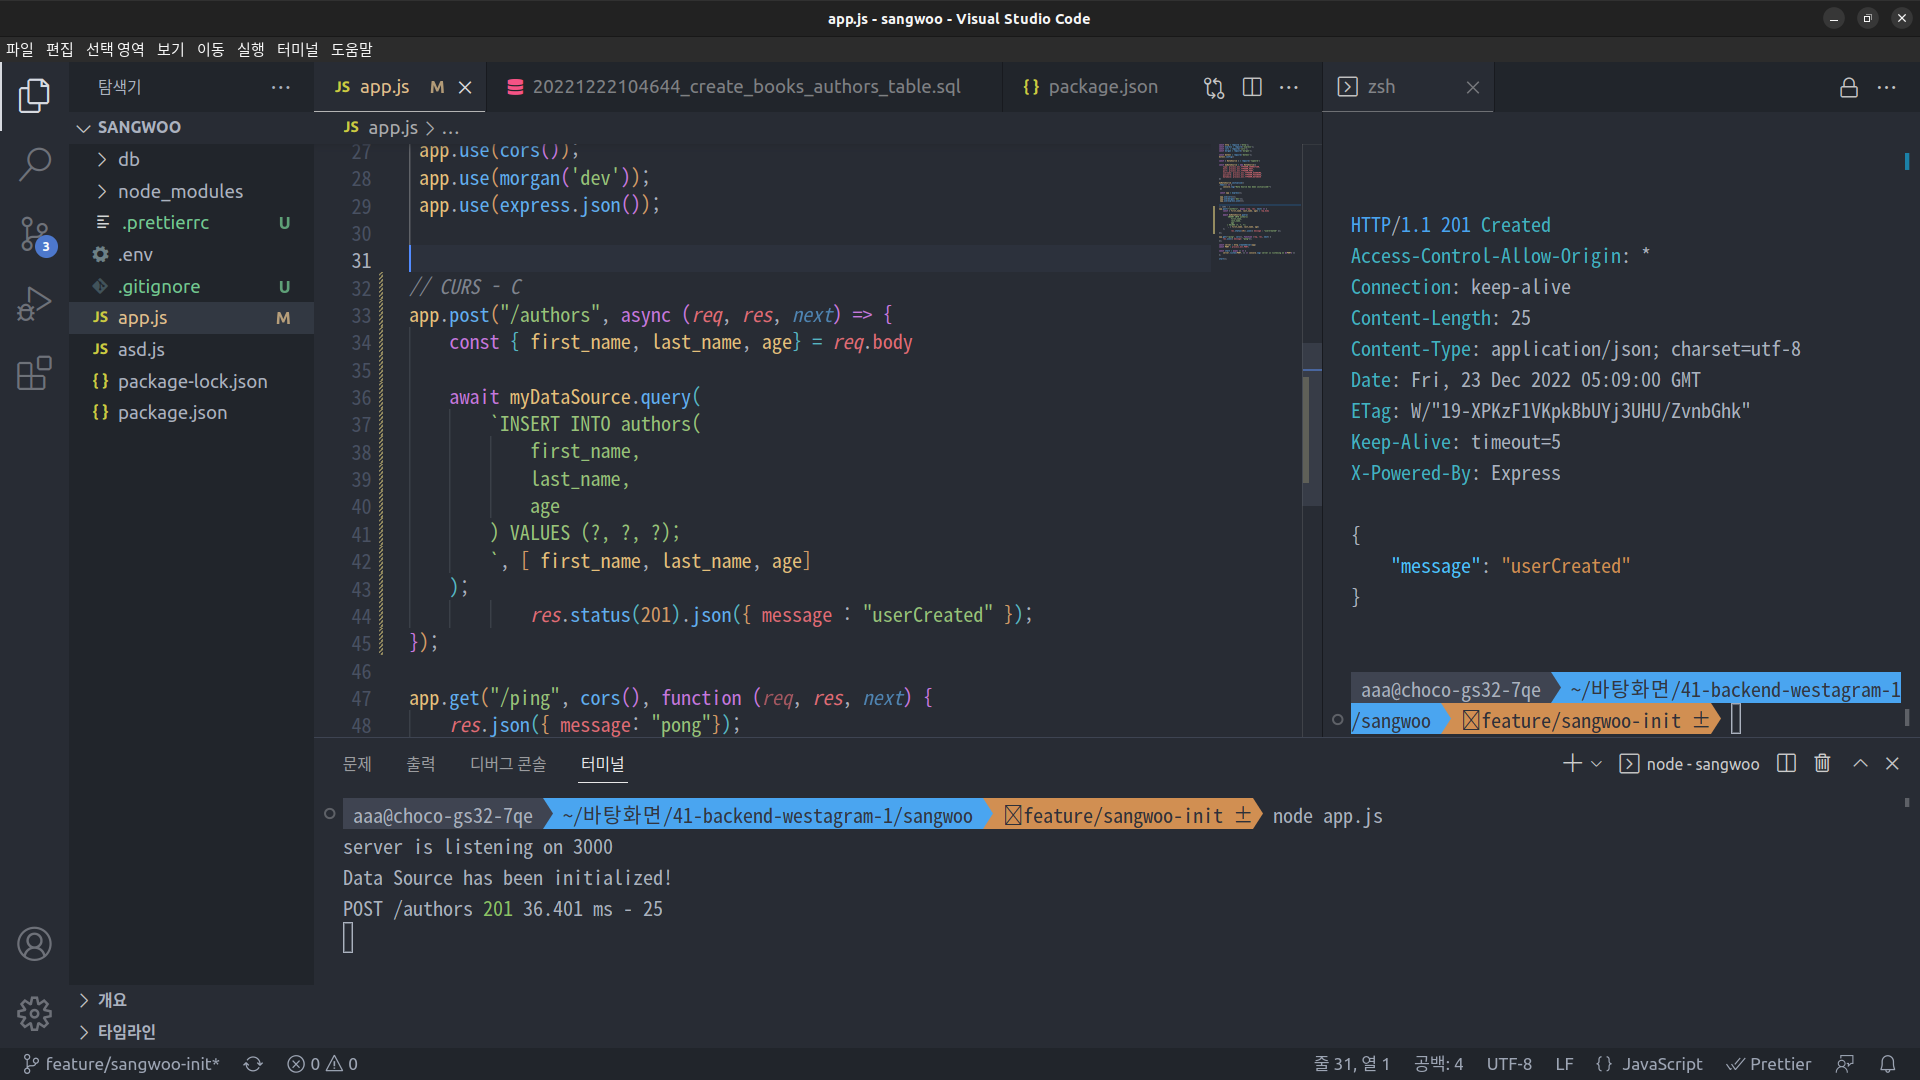 app.js - sangwoo - Visual Studio Code
파일 편집 선택 영역 보기 이동 실행 터미널 도움말
탐색기
SANGWOO
db
node_modules
.prettierrc U
.env
.gitignore U
JS app.js M
JS asd.js
{} package-lock.json
{} package.json
개요
타임라인
JS app.js M
20221222104644_create_books_authors_table.sql
{} package.json
JS app.js > ...
27 app.use(cors());
28 app.use(morgan('dev'));
29 app.use(express.json());
30
31
32 // CURS - C
33 app.post("/authors", async (req, res, next) => {
34 const { first_name, last_name, age} = req.body
35
36 await myDataSource.query(
37 `INSERT INTO authors(
38 first_name,
39 last_name,
40 age
41 ) VALUES (?, ?, ?);
42 `, [ first_name, last_name, age]
43 );
44 res.status(201).json({ message : "userCreated" });
45 });
46
47 app.get("/ping", cors(), function (req, res, next) {
48 res.json({ message: "pong"});
zsh
HTTP/1.1 201 Created
Access-Control-Allow-Origin: *
Connection: keep-alive
Content-Length: 25
Content-Type: application/json; charset=utf-8
Date: Fri, 23 Dec 2022 05:09:00 GMT
ETag: W/"19-XPKzF1VKpkBbUYj3UHU/ZvnbGhk"
Keep-Alive: timeout=5
X-Powered-By: Express
{
"message": "userCreated"
}
aaa@choco-gs32-7qe ~/바탕화면/41-backend-westagram-1
/sangwoo feature/sangwoo-init ±
문제 출력 디버그 콘솔 터미널
node - sangwoo
aaa@choco-gs32-7qe ~/바탕화면/41-backend-westagram-1/sangwoo feature/sangwoo-init ± node app.js
server is listening on 3000
Data Source has been initialized!
POST /authors 201 36.401 ms - 25
3
feature/sangwoo-init* 0 0
줄 31, 열 1 공백: 4 UTF-8 LF {} JavaScript Prettier